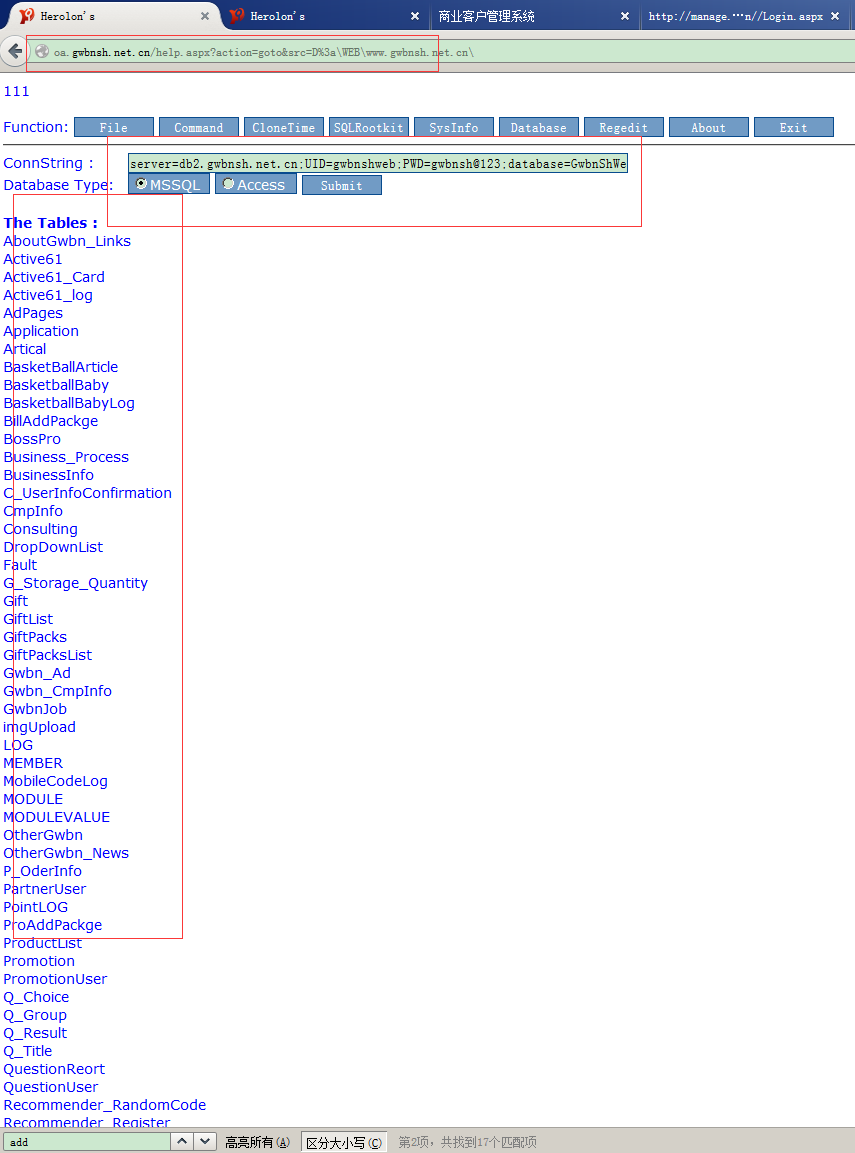 Herolon's
Herolon's
商业客户管理系统
http://manage.…n//Login.aspx
oa.gwbnsh.net.cn/help.aspx?action=goto&src=D%3a\WEB\www.gwbnsh.net.cn\
111
Function: File Command CloneTime SQLRootkit SysInfo Database Regedit About Exit
ConnString : server=db2.gwbnsh.net.cn;UID=gwbnshweb;PWD=gwbnsh@123;database=GwbnShWe
Database Type: MSSQL Access Submit
The Tables :
AboutGwbn_Links
Active61
Active61_Card
Active61_log
AdPages
Application
Artical
BasketBallArticle
BasketballBaby
BasketballBabyLog
BillAddPackge
BossPro
Business_Process
BusinessInfo
C_UserInfoConfirmation
CmpInfo
Consulting
DropDownList
Fault
G_Storage_Quantity
Gift
GiftList
GiftPacks
GiftPacksList
Gwbn_Ad
Gwbn_CmpInfo
GwbnJob
imgUpload
LOG
MEMBER
MobileCodeLog
MODULE
MODULEVALUE
OtherGwbn
OtherGwbn_News
P_OderInfo
PartnerUser
PointLOG
ProAddPackge
ProductList
Promotion
PromotionUser
Q_Choice
Q_Group
Q_Result
Q_Title
QuestionReort
QuestionUser
Recommender_RandomCode
Recommender_Register
add 高亮所有(A) 区分大小写(C) 第2项，共找到17个匹配项